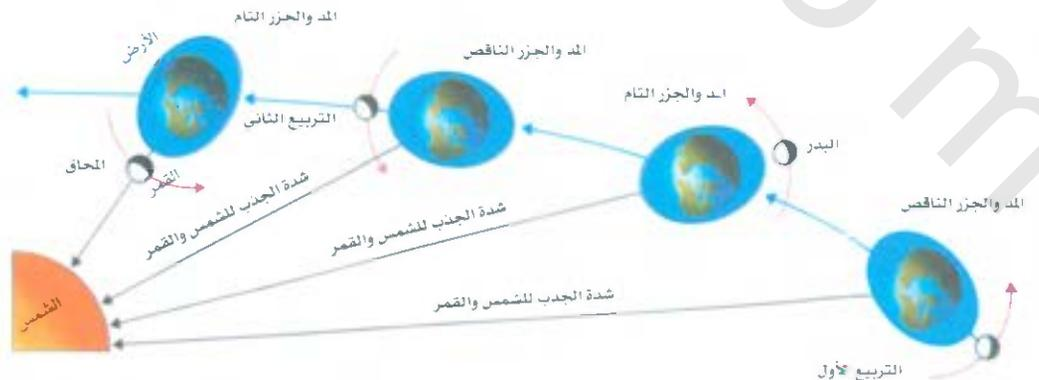 المد والجزر التام
الأرض
المد والجزر الناقص
المد والجزر التام
التربيع الثانى
البدر
المحاق
القمر
المد والجزر الناقص
شدة الجذب للشمس والقمر
شدة الجذب للشمس والقمر
شدة الجذب للشمس والقمر
الشمس
التربيع الأول